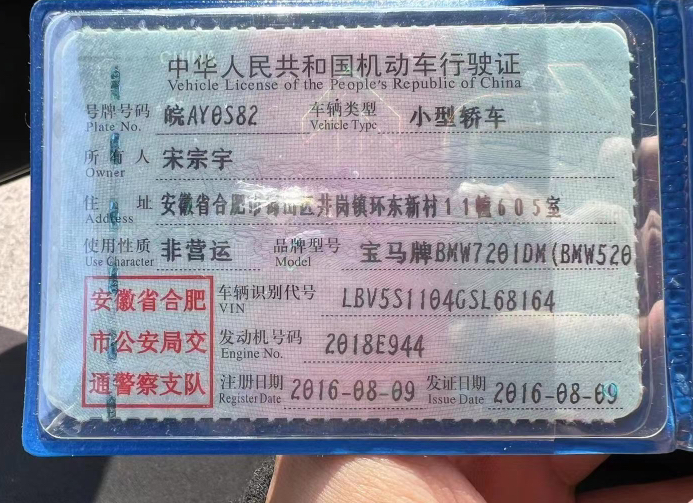 中华人民共和国机动车行驶证
Vehicle License of the People's Republic of China
号牌号码 皖AY0S82 车辆类型 小型轿车
Plate No. Vehicle Type
所有人 宋宗宇
Owner
住址 安徽省合肥市蜀山区井岗镇环东新村11幢605室
Address
使用性质 非营运 品牌型号 宝马牌BMW7201DM(BMW520
Use Character Model
安徽省合肥 车辆识别代号 LBV5S1104GSL68164
VIN
市公安局交 发动机号码 2018E944
Engine No.
通警察支队 注册日期 2016-08-09 发证日期 2016-08-09
Register Date Issue Date